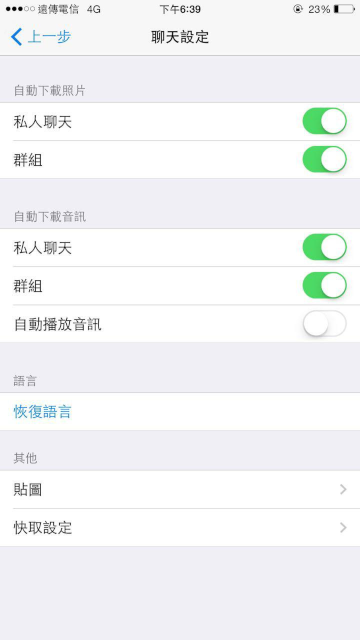 遠傳電信 4G 下午6:39 23%
上一步 聊天設定
自動下載照片
私人聊天
群組
自動下載音訊
私人聊天
群組
自動播放音訊
語言
恢復語言
其他
貼圖
快取設定